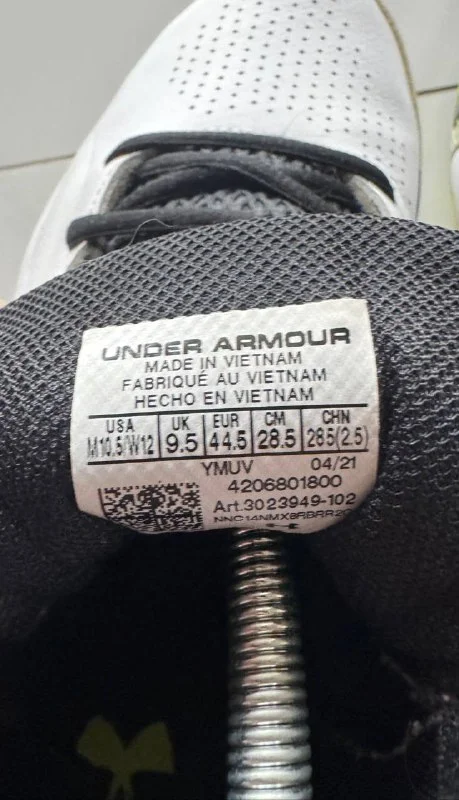 UNDER ARMOUR
MADE IN VIETNAM
FABRIQUÉ AU VIETNAM
HECHO EN VIETNAM
USA UK EUR CM CHN
M10.5/W12 9.5 44.5 28.5 285(2.5)
YMUV 04/21
4206801800
Art.3023949-102